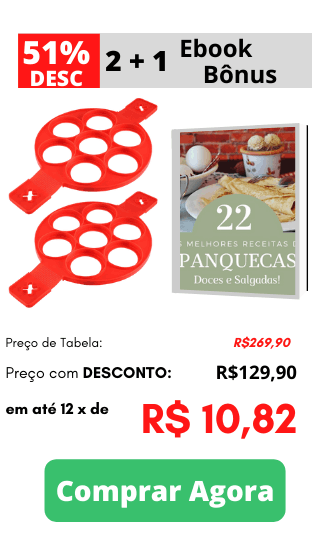 51%
DESC
2 + 1
Ebook
Bônus
22
S MELHORES RECEITAS D
PANQUECAS
Doces e Salgadas!
Preço de Tabela:
R$269,90
Preço com DESCONTO:
R$129,90
em até 12 x de
R$ 10,82
Comprar Agora